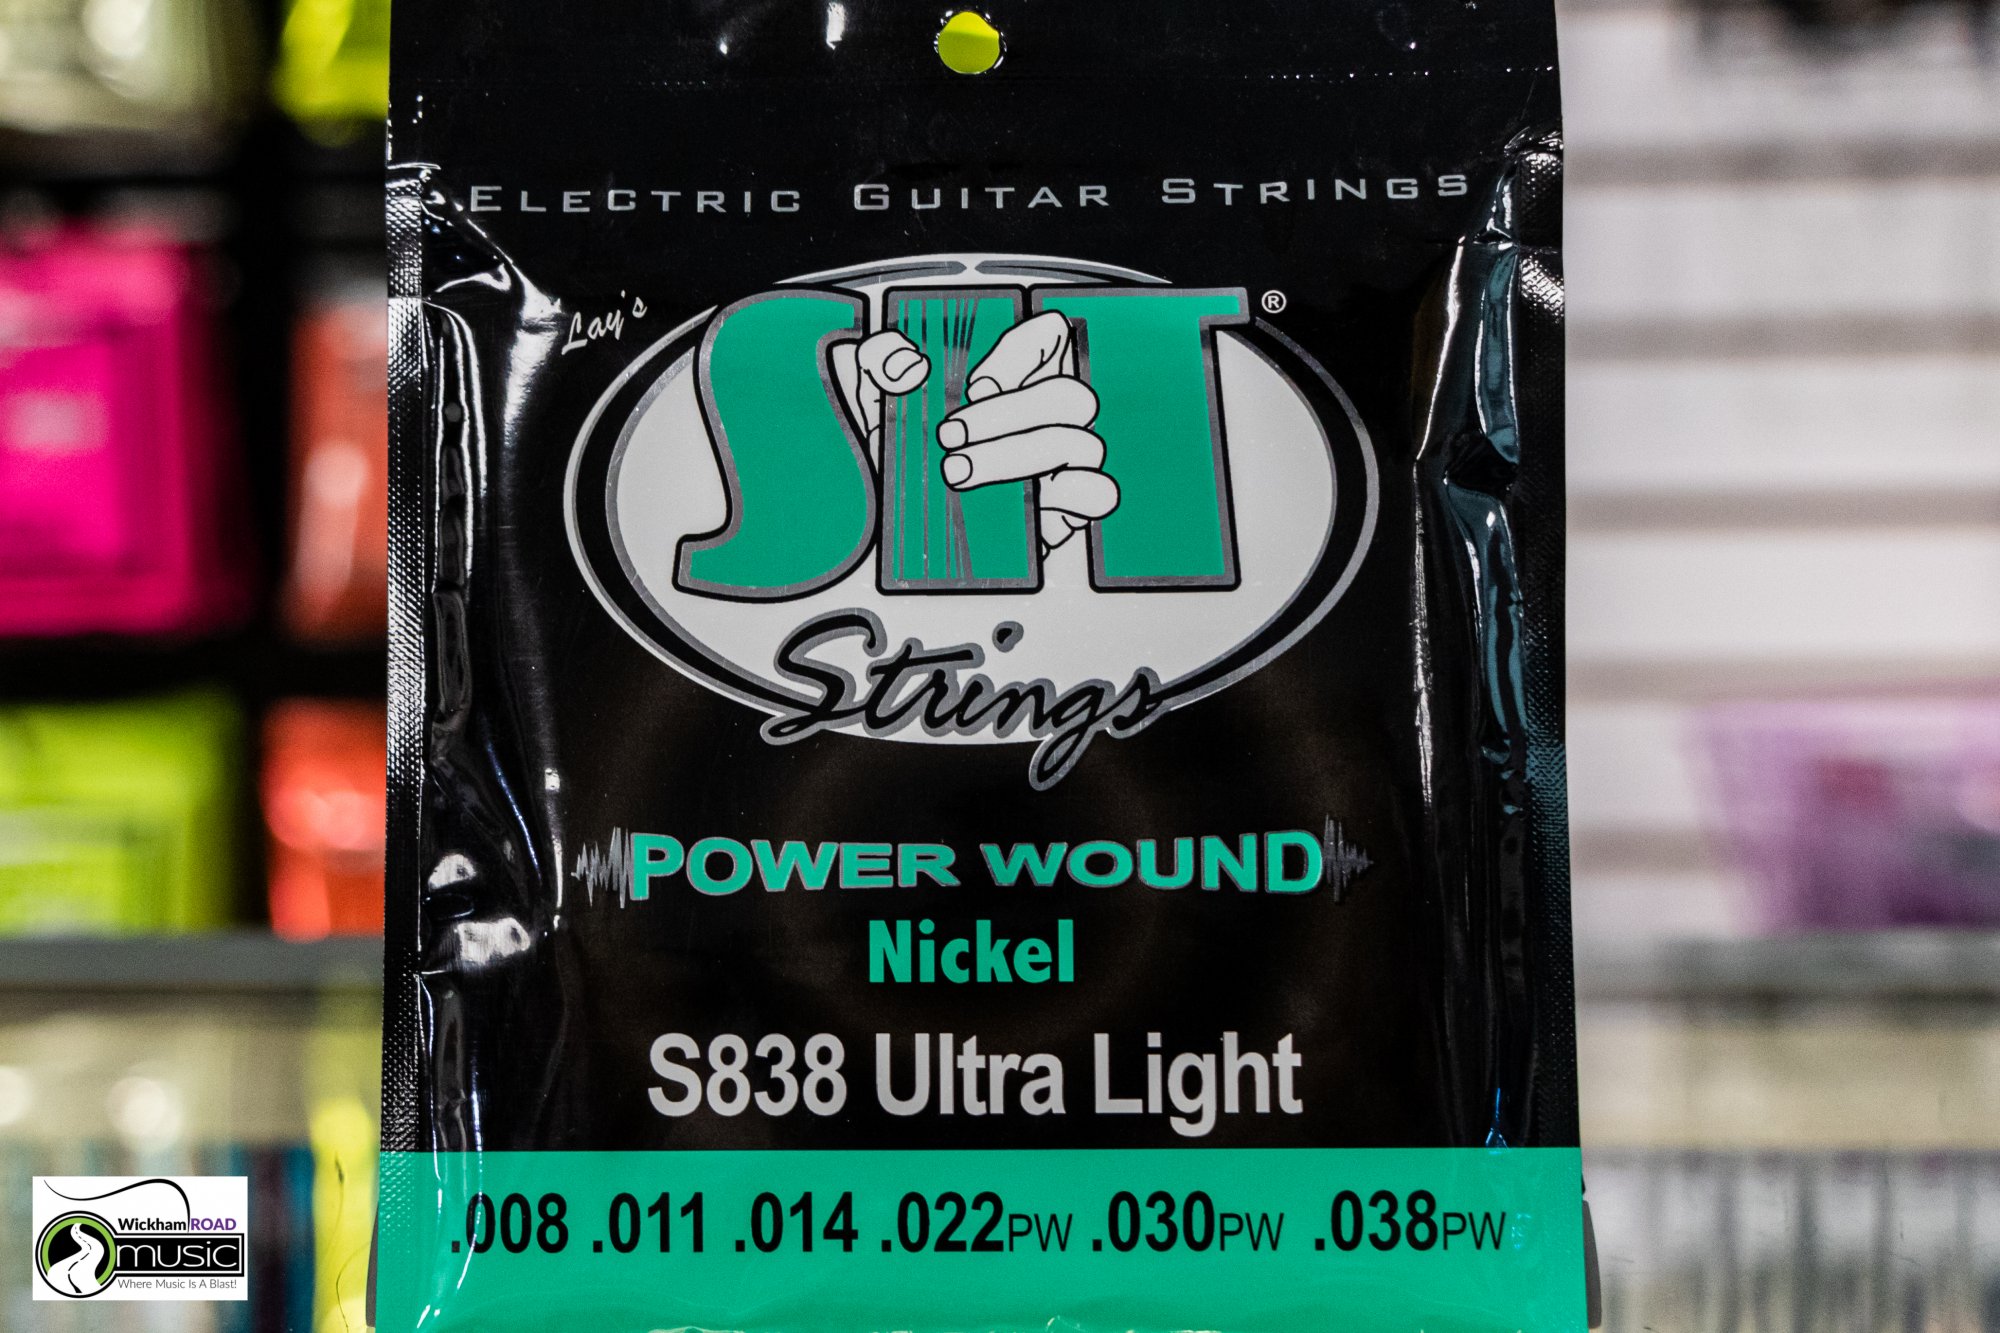 ELECTRIC GUITAR STRINGS
Lay's
SIT®
Strings
POWER WOUND
Nickel
S838 Ultra Light
.008 .011 .014 .022PW .030PW .038PW
Wickham ROAD
music
Where Music Is A Blast!